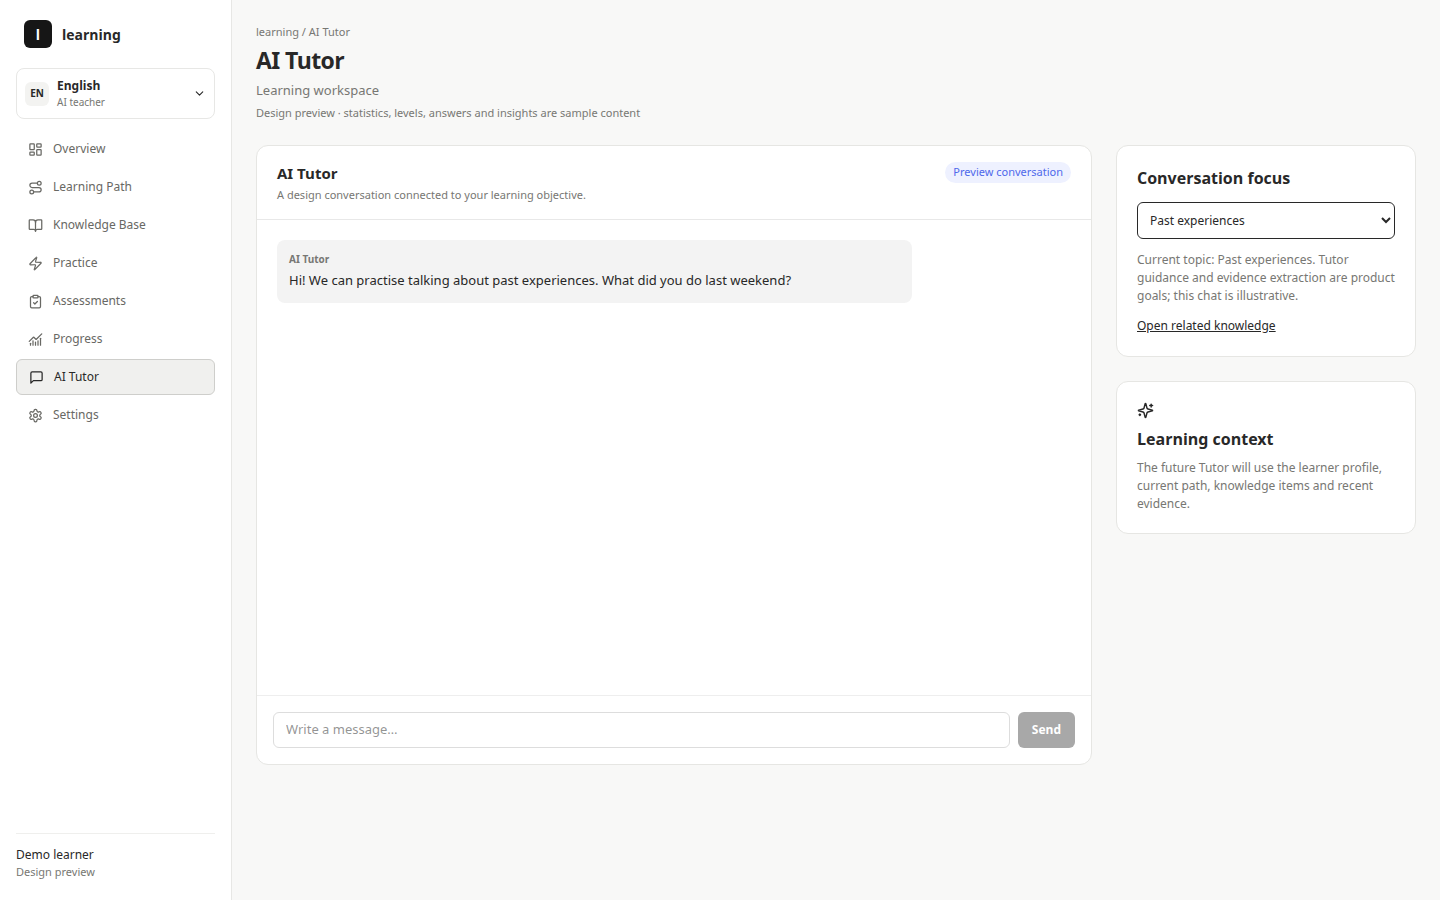 l
learning
EN
English
AI teacher
Overview
Learning Path
Knowledge Base
Practice
Assessments
Progress
AI Tutor
Settings
Demo learner
Design preview
learning / AI Tutor
AI Tutor
Learning workspace
Design preview · statistics, levels, answers and insights are sample content
AI Tutor
Preview conversation
A design conversation connected to your learning objective.
AI Tutor
Hi! We can practise talking about past experiences. What did you do last weekend?
Write a message...
Send
Conversation focus
Past experiences
Current topic: Past experiences. Tutor
guidance and evidence extraction are product
goals; this chat is illustrative.
Open related knowledge
Learning context
The future Tutor will use the learner profile,
current path, knowledge items and recent
evidence.